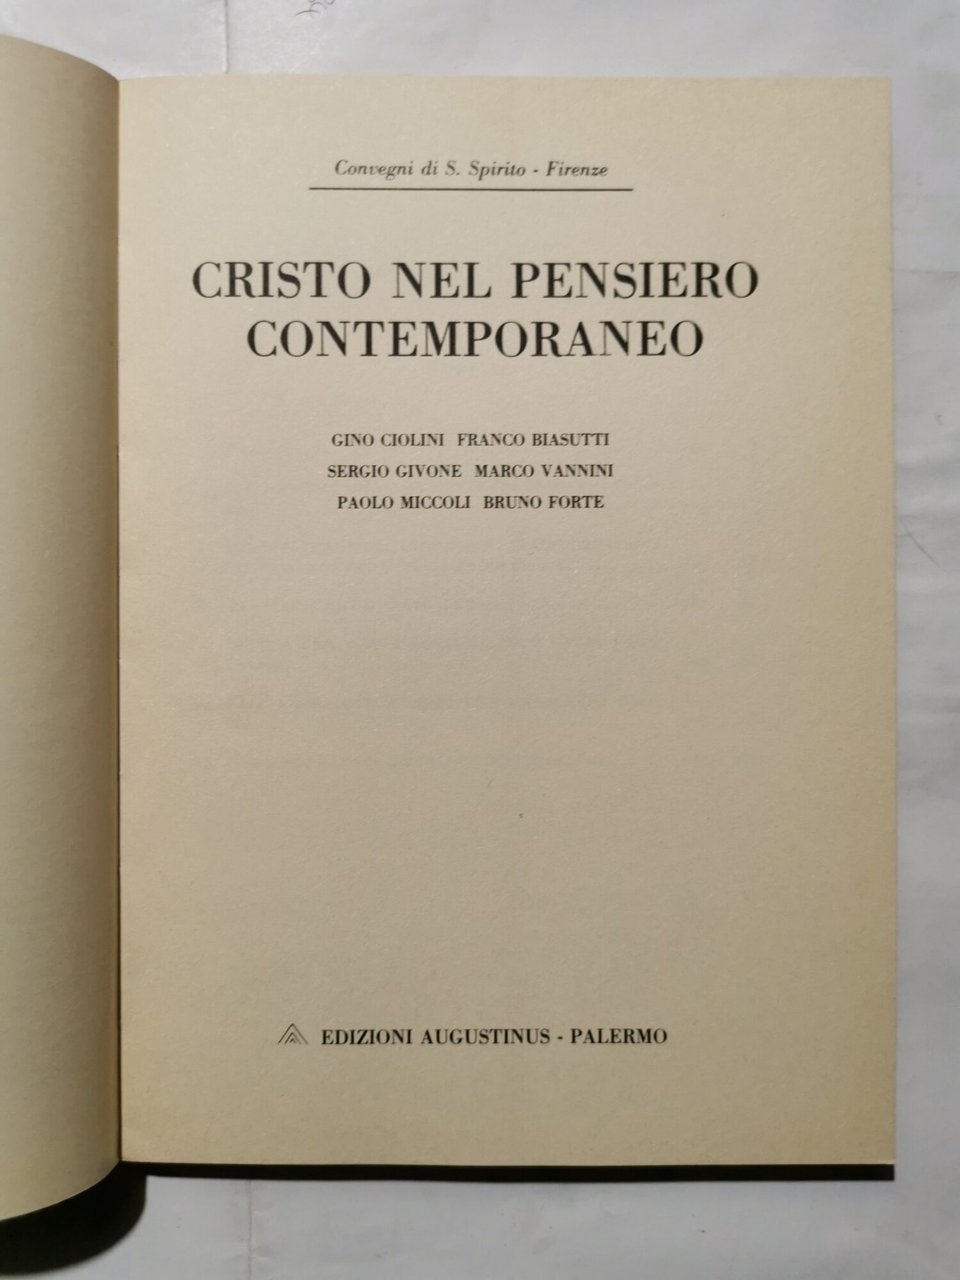 Convegni di S. Spirito - Firenze
CRISTO NEL PENSIERO
CONTEMPORANEO
GINO CIOLINI FRANCO BIASUTTI
SERGIO GIVONE MARCO VANNINI
PAOLO MICCOLI BRUNO FORTE
EDIZIONI AUGUSTINUS - PALERMO